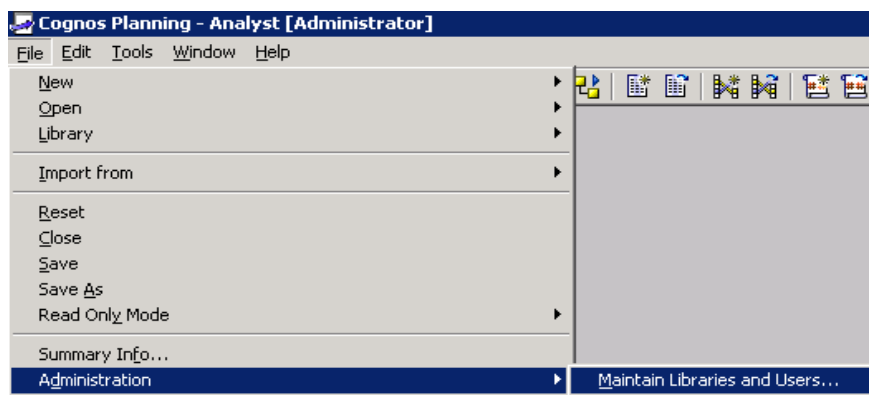 Cognos Planning - Analyst [Administrator]
File Edit Tools Window Help
New
Open
Library
Import from
Reset
Close
Save
Save As
Read Only Mode
Summary Info...
Administration
Maintain Libraries and Users...